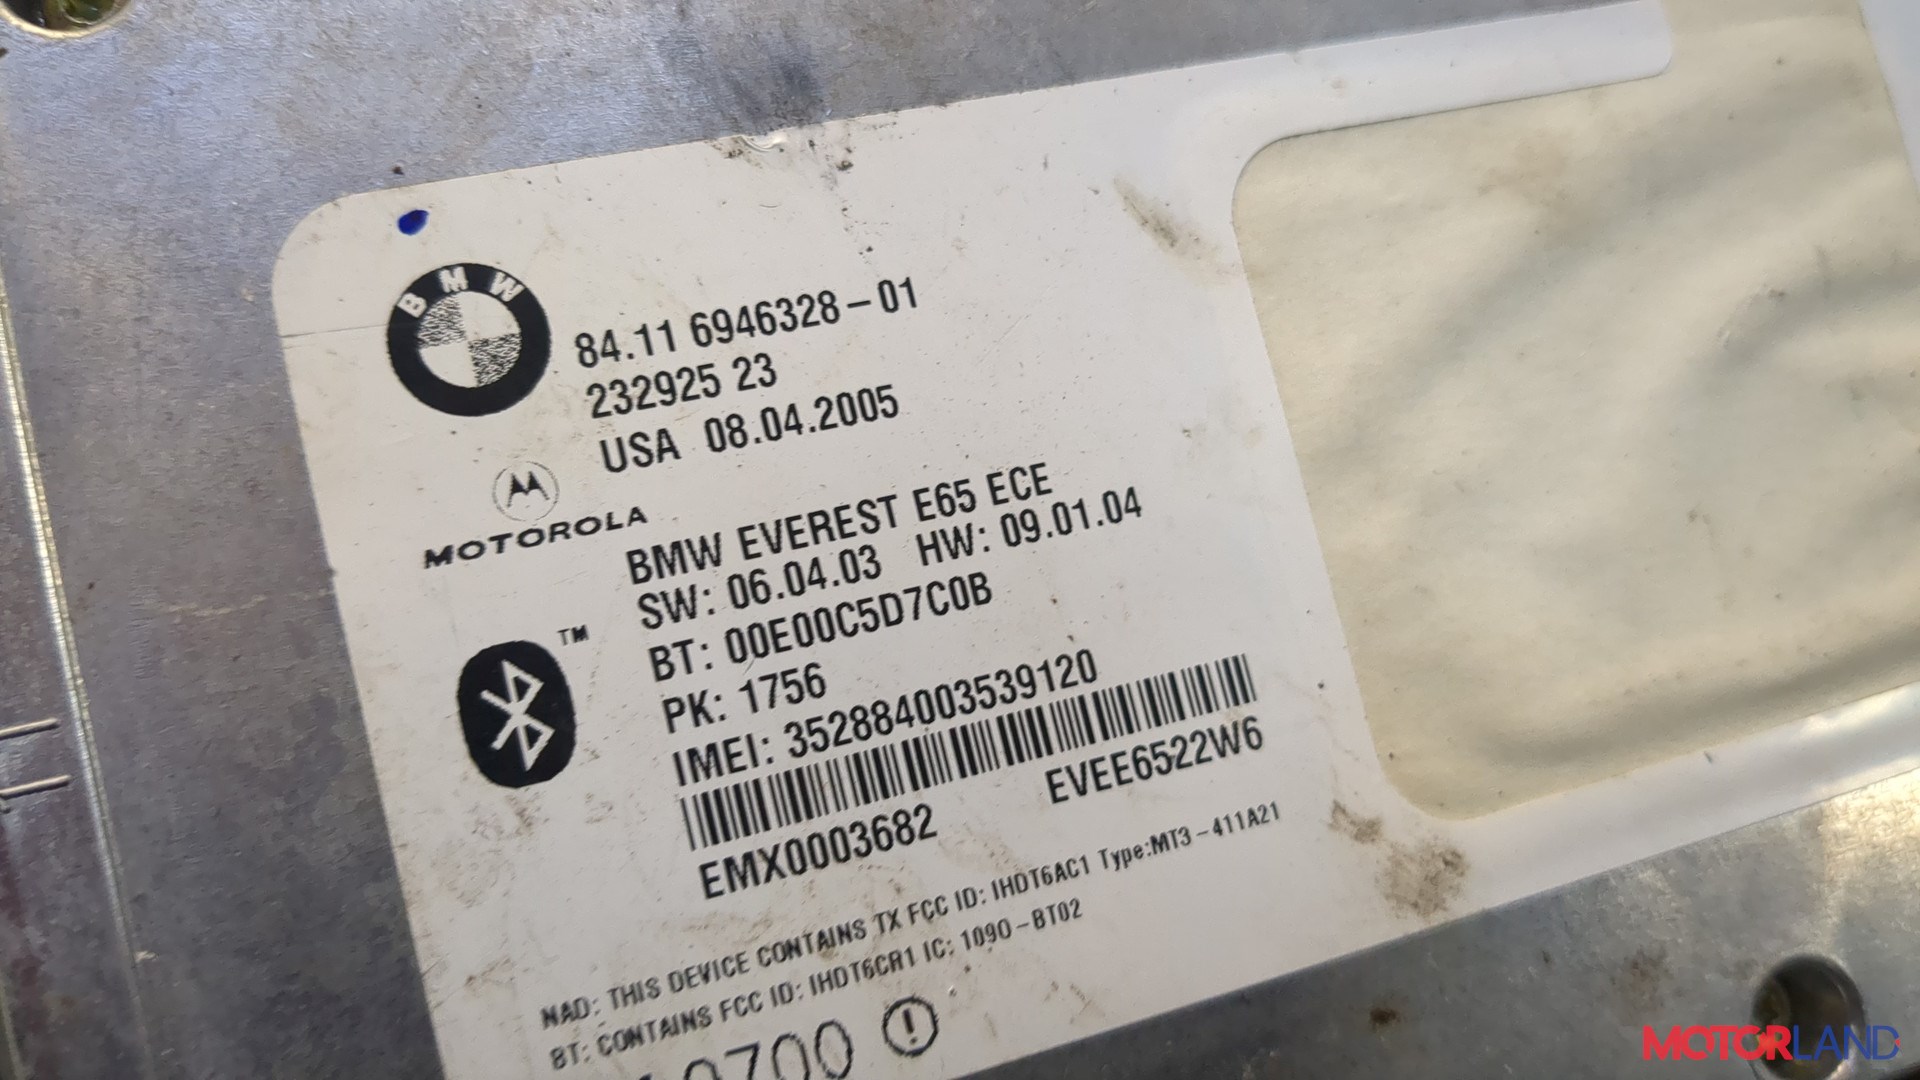 BMW
84.11 6946328-01
232925 23
USA 08.04.2005
MOTOROLA
BMW EVEREST E65 ECE
SW: 06.04.03 HW: 09.01.04
TM
BT: 00E00C5D7C0B
PK: 1756
IMEI: 352884003539120
EMX0003682 EVEE6522W6
NAD: THIS DEVICE CONTAINS TX FCC ID: IHDT6AC1 Type:MT3-411A21
BT: CONTAINS FCC ID: IHDT6CR1 IC: 1090-BT02
MOTORLAND